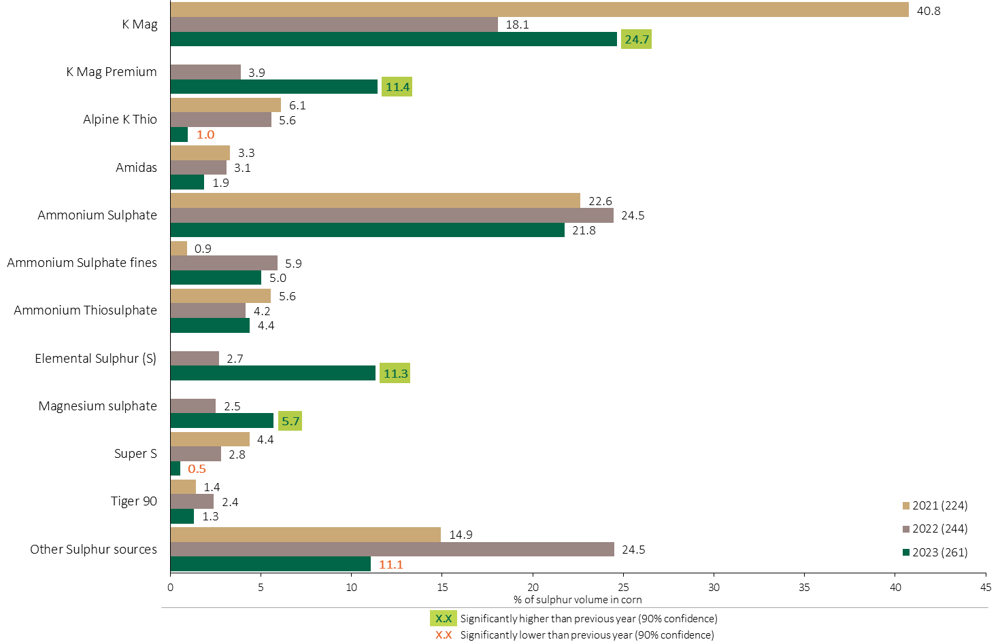 40.8
K Mag
18.1
24.7
K Mag Premium
3.9
11.4
6.1
Alpine K Thio
5.6
1.0
3.3
Amidas
3.1
1.9
22.6
Ammonium Sulphate
24.5
21.8
0.9
Ammonium Sulphate fines
5.9
5.0
5.6
Ammonium Thiosulphate
4.2
4.4
Elemental Sulphur (S)
2.7
11.3
Magnesium sulphate
2.5
5.7
4.4
Super S
2.8
0.5
1.4
Tiger 90
2.4
1.3
14.9
Other Sulphur sources
24.5
11.1
2021 (224)
2022 (244)
2023 (261)
0 5 10 15 20 25 30 35 40 45
% of sulphur volume in corn
X.X Significantly higher than previous year (90% confidence)
X.X Significantly lower than previous year (90% confidence)